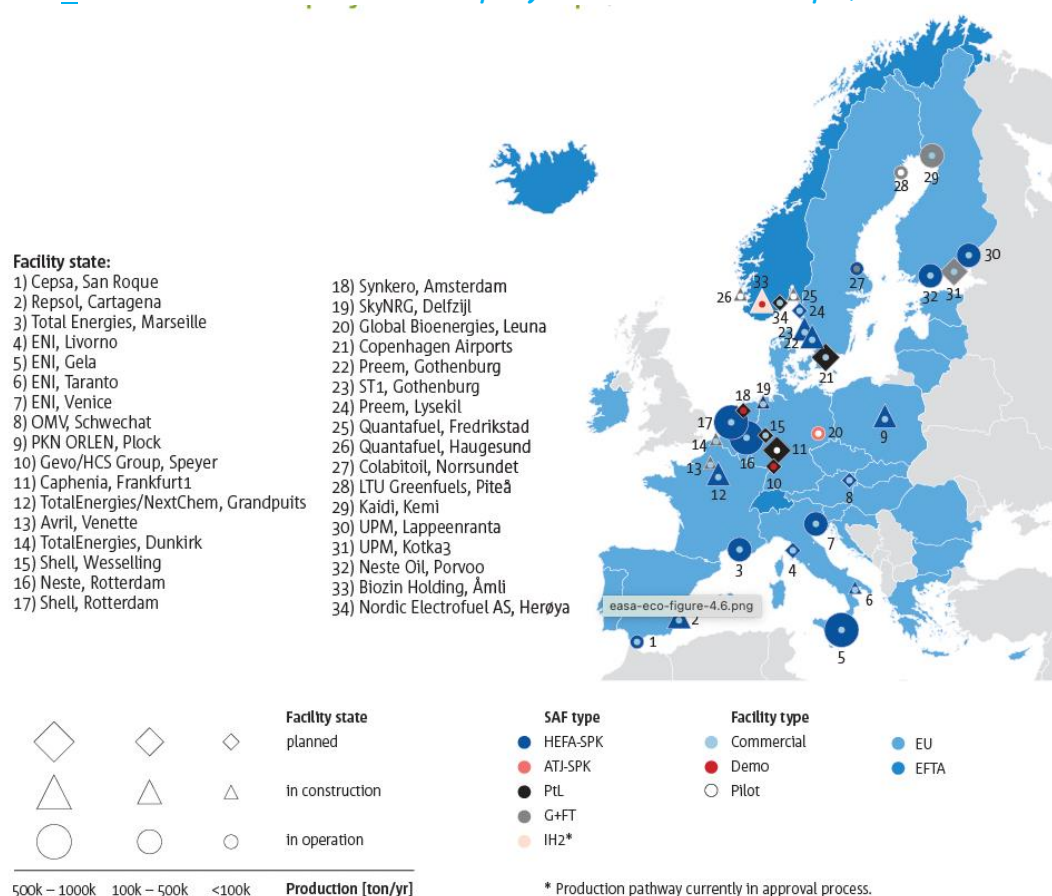 Facility state:
1) Cepsa, San Roque
2) Repsol, Cartagena
3) Total Energies, Marseille
4) ENI, Livorno
5) ENI, Gela
6) ENI, Taranto
7) ENI, Venice
8) OMV, Schwechat
9) PKN ORLEN, Plock
10) Gevo/HCS Group, Speyer
11) Caphenia, Frankfurt1
12) TotalEnergies/NextChem, Grandpuits
13) Avril, Venette
14) TotalEnergies, Dunkirk
15) Shell, Wesseling
16) Neste, Rotterdam
17) Shell, Rotterdam
18) Synkero, Amsterdam
19) SkyNRG, Delfzijl
20) Global Bioenergies, Leuna
21) Copenhagen Airports
22) Preem, Gothenburg
23) ST1, Gothenburg
24) Preem, Lysekil
25) Quantafuel, Fredrikstad
26) Quantafuel, Haugesund
27) Colabitoil, Norrsundet
28) LTU Greenfuels, Piteå
29) Kaidi, Kemi
30) UPM, Lappeenranta
31) UPM, Kotka3
32) Neste Oil, Porvoo
33) Biozin Holding, Åmli
34) Nordic Electrofuel AS, Herøya
28
29
30
33
27
32
31
26
25
34
24
23
22
21
18
19
17
15
20
9
14
16
11
13
12
10
8
7
3
4
easa-eco-figure-4.6.png
6
2
1
5
Facility state
planned
in construction
in operation
500k – 1000k 100k – 500k <100k Production [ton/yr]
SAF type
HEFA-SPK
ATJ-SPK
PtL
G+FT
IH2*
Facility type
Commercial
Demo
Pilot
EU
EFTA
* Production pathway currently in approval process.